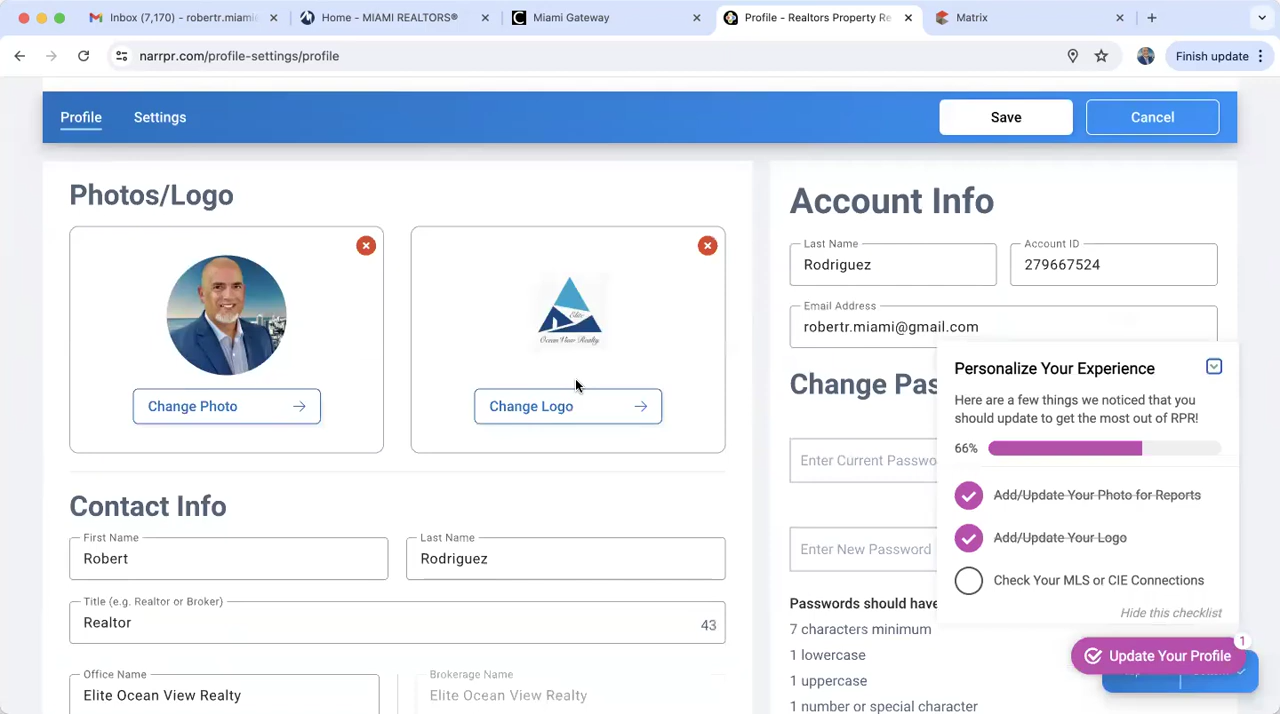 Inbox (7,170) - robertr.miami
Home - MIAMI REALTORS®
Miami Gateway
Profile - Realtors Property Re
Matrix
narrpr.com/profile-settings/profile
Finish update
Profile
Settings
Save
Cancel
Photos/Logo
Change Photo
Elite
Ocean View Realty
Change Logo
Account Info
Last Name
Rodriguez
Account ID
279667524
Email Address
robertr.miami@gmail.com
Change Pas
Enter Current Passwo
Enter New Password
Passwords should have
7 characters minimum
1 lowercase
1 uppercase
1 number or special character
Personalize Your Experience
Here are a few things we noticed that you
should update to get the most out of RPR!
66%
Add/Update Your Photo for Reports
Add/Update Your Logo
Check Your MLS or CIE Connections
Hide this checklist
1
Update Your Profile
Contact Info
First Name
Robert
Last Name
Rodriguez
Title (e.g. Realtor or Broker)
Realtor
43
Office Name
Elite Ocean View Realty
Brokerage Name
Elite Ocean View Realty